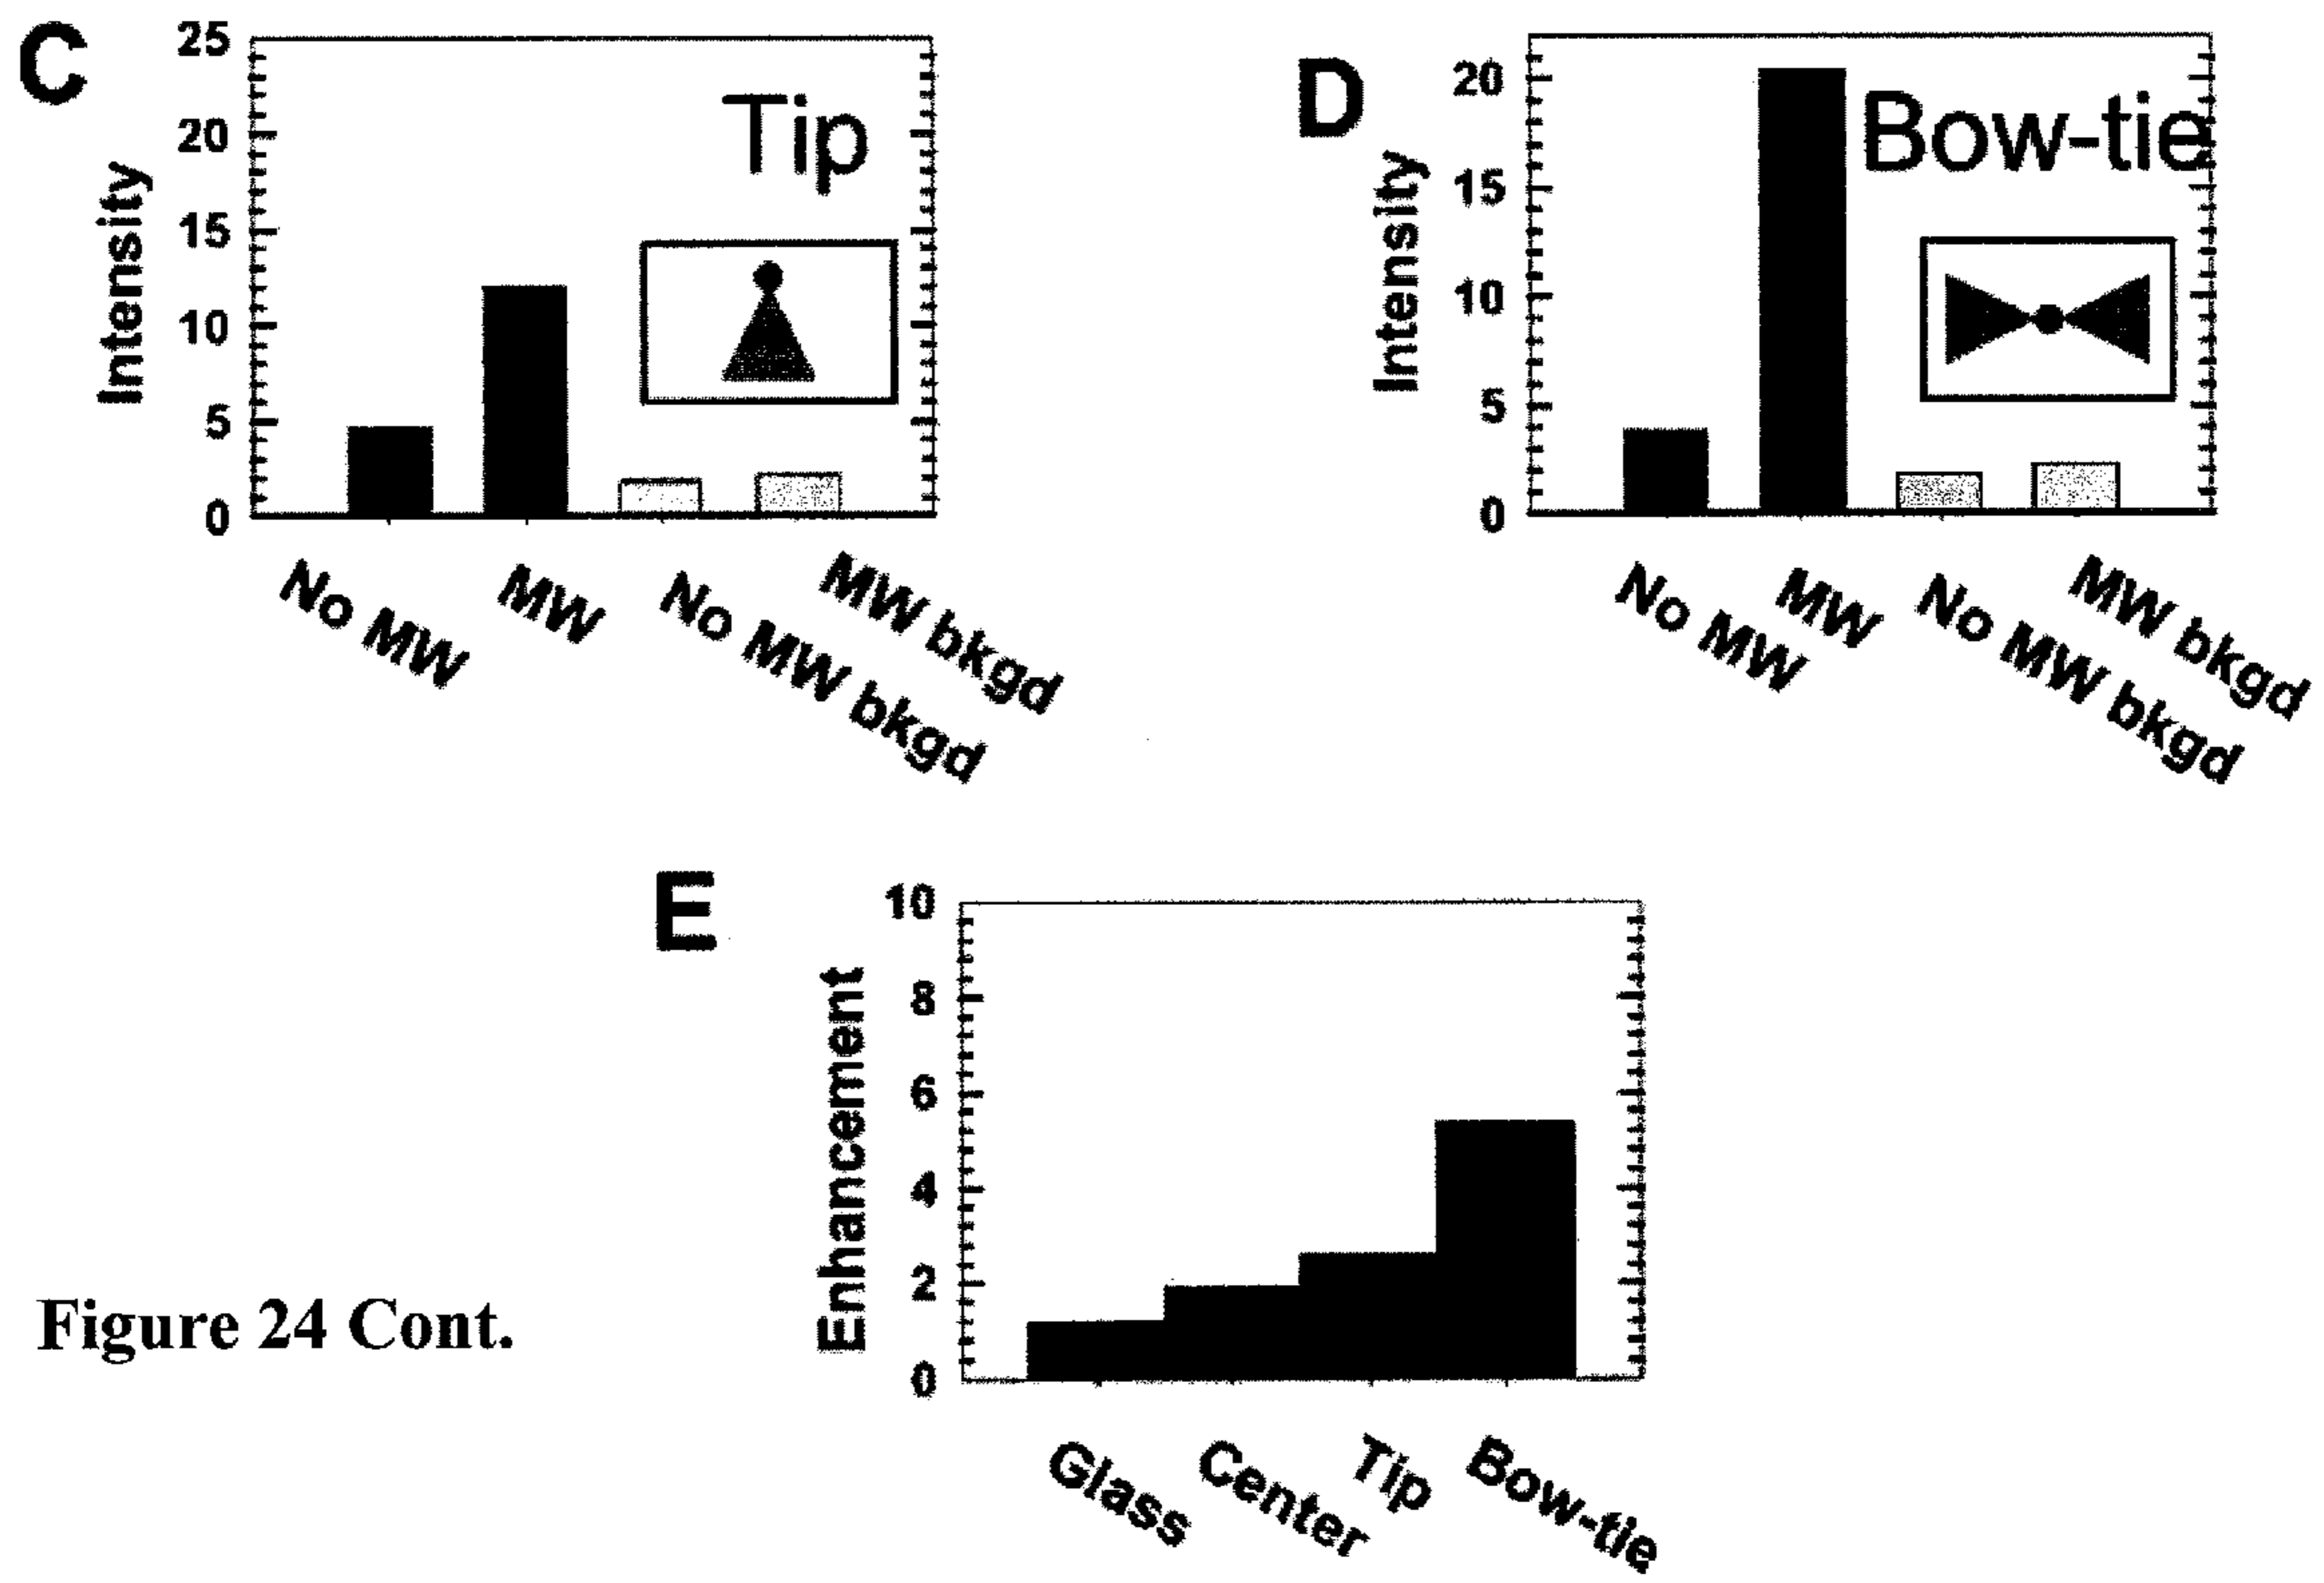 C
25
20
15
10
5
0
Intensity
Tip
No MW
MW
No MW bkgd
MW bkgd
D
20
15
10
5
0
Intensity
Bow-tie
No MW
MW
No MW bkgd
MW bkgd
E
10
8
6
4
2
0
Enhancement
Glass
Center
Tip
Bow-tie
Figure 24 Cont.